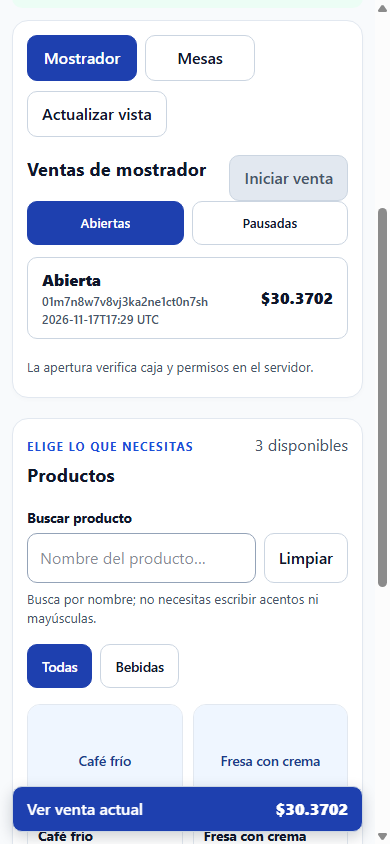 Mostrador
Mesas
Actualizar vista
Ventas de mostrador
Iniciar venta
Abiertas
Pausadas
Abierta
01m7n8w7v8vj3ka2ne1ct0n7sh
2026-11-17T17:29 UTC
$30.3702
La apertura verifica caja y permisos en el servidor.
ELIGE LO QUE NECESITAS
3 disponibles
Productos
Buscar producto
Nombre del producto...
Limpiar
Busca por nombre; no necesitas escribir acentos ni
mayúsculas.
Todas
Bebidas
Café frío
Fresa con crema
Ver venta actual
$30.3702
Café frío
Fresa con crema